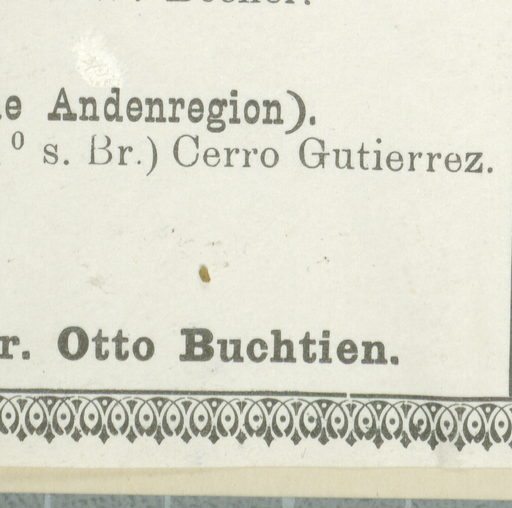 e Andenregion).
⁰ s. Br.) Cerro Gutierrez.
r. Otto Buchtien.